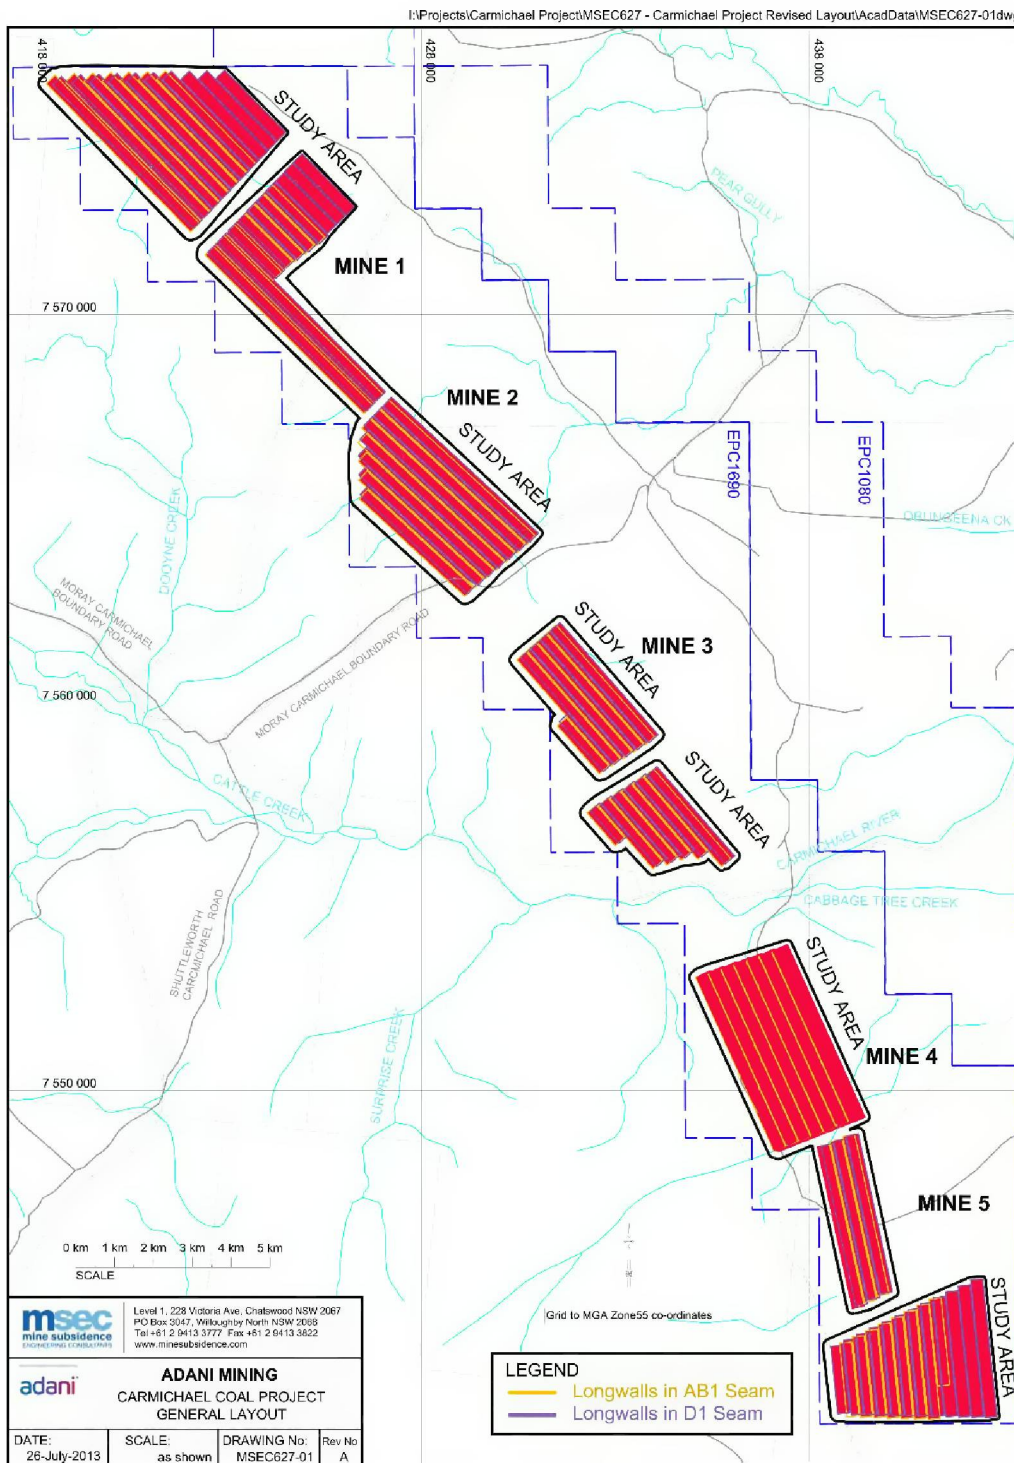 I:\Projects\Carmichael Project\MSEC627 - Carmichael Project Revised Layout\AcadData\MSEC627-01dwg
418 000
428 000
438 000
STUDY AREA
PEAR GULLY
MINE 1
7 570 000
MINE 2
STUDY AREA
EPC1690
EPC1080
DOOYNE CREEK
ORUNGEENA CK
MORAY CARMICHAEL
BOUNDARY ROAD
MORAY CARMICHAEL BOUNDARY ROAD
STUDY AREA
MINE 3
7 560 000
STUDY AREA
CATTLE CREEK
CARMICHAEL RIVER
CABBAGE TREE CREEK
SHUTTLEWORTH
CARCMICHAEL ROAD
STUDY AREA
SURPRISE CREEK
MINE 4
7 550 000
MINE 5
0 km 1 km 2 km 3 km 4 km 5 km
SCALE
N
STUDY AREA
Grid to MGA Zone55 co-ordinates
msec
mine subsidence
ENGINEERING CONSULTANTS
Level 1, 228 Victoria Ave, Chatswood NSW 2067
PO Box 3047, Willoughby North NSW 2068
Tel +61 2 9413 3777 Fax +61 2 9413 3822
www.minesubsidence.com
LEGEND
Longwalls in AB1 Seam
Longwalls in D1 Seam
adani
ADANI MINING
CARMICHAEL COAL PROJECT
GENERAL LAYOUT
DATE:
26-July-2013
SCALE:
as shown
DRAWING No:
MSEC627-01
Rev No
A